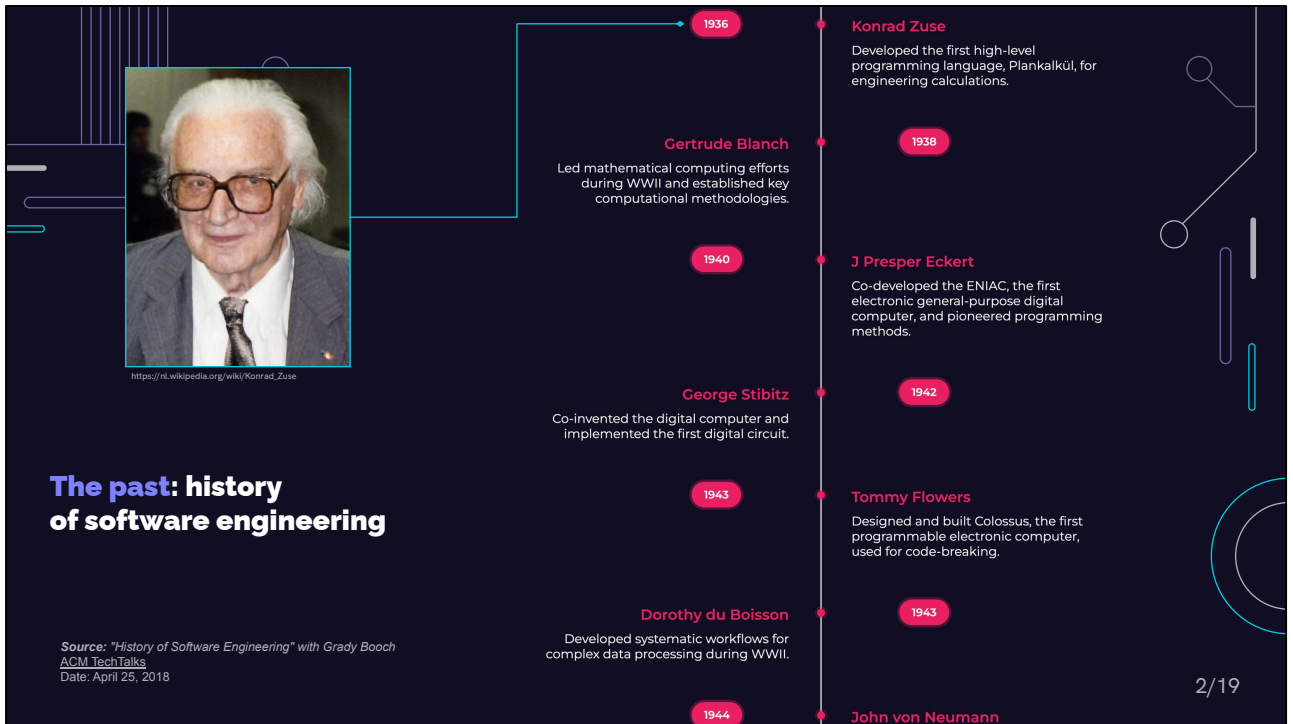 1936
Konrad Zuse
Developed the first high-level
programming language, Plankalkül, for
engineering calculations.
Gertrude Blanch
1938
Led mathematical computing efforts
during WWII and established key
computational methodologies.
1940
J Presper Eckert
Co-developed the ENIAC, the first
electronic general-purpose digital
computer, and pioneered programming
methods.
https://nl.wikipedia.org/wiki/Konrad_Zuse
George Stibitz
1942
Co-invented the digital computer and
implemented the first digital circuit.
The past: history
of software engineering
1943
Tommy Flowers
Designed and built Colossus, the first
programmable electronic computer,
used for code-breaking.
Dorothy du Boisson
1943
Developed systematic workflows for
complex data processing during WWII.
Source: "History of Software Engineering" with Grady Booch
ACM TechTalks
Date: April 25, 2018
2/19
1944
John von Neumann